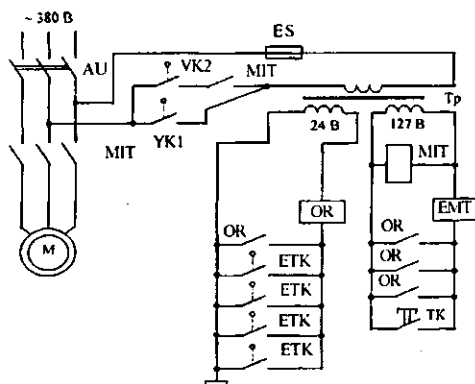 ~ 380 В
AU
ES
VK2
MIT
Тр
YK1
MIT
24 В
127 В
MIT
OR
EMT
M
OR
OR
ETK
OR
ETK
OR
ETK
TK
ETK